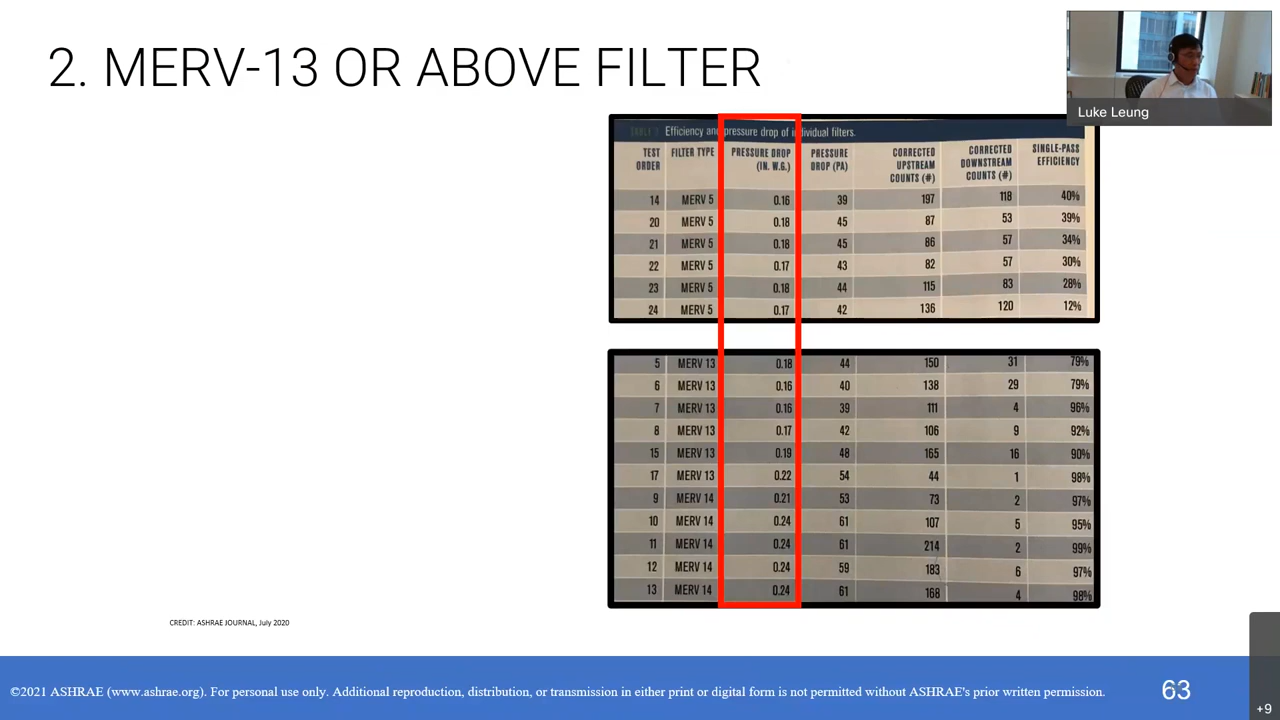 2. MERV-13 OR ABOVE FILTER
Luke Leung
TABLE Efficiency and pressure drop of individual filters.
TEST ORDER FILTER TYPE PRESSURE DROP (IN. W.G.) PRESSURE DROP (PA) CORRECTED UPSTREAM COUNTS (#) CORRECTED DOWNSTREAM COUNTS (#) SINGLE-PASS EFFICIENCY
14 MERV 5 0.16 39 197 118 40%
20 MERV 5 0.18 45 87 53 39%
21 MERV 5 0.18 45 86 57 34%
22 MERV 5 0.17 43 82 57 30%
23 MERV 5 0.18 44 115 83 28%
24 MERV 5 0.17 42 136 120 12%
5 MERV 13 0.18 44 150 31 79%
6 MERV 13 0.16 40 138 29 79%
7 MERV 13 0.16 39 111 4 96%
8 MERV 13 0.17 42 106 9 92%
15 MERV 13 0.19 48 165 16 90%
17 MERV 13 0.22 54 44 1 98%
9 MERV 14 0.21 53 73 2 97%
10 MERV 14 0.24 61 107 5 95%
11 MERV 14 0.24 61 214 2 99%
12 MERV 14 0.24 59 183 6 97%
13 MERV 14 0.24 61 168 4 98%
CREDIT: ASHRAE JOURNAL, July 2020
©2021 ASHRAE (www.ashrae.org). For personal use only. Additional reproduction, distribution, or transmission in either print or digital form is not permitted without ASHRAE's prior written permission.
63
+9